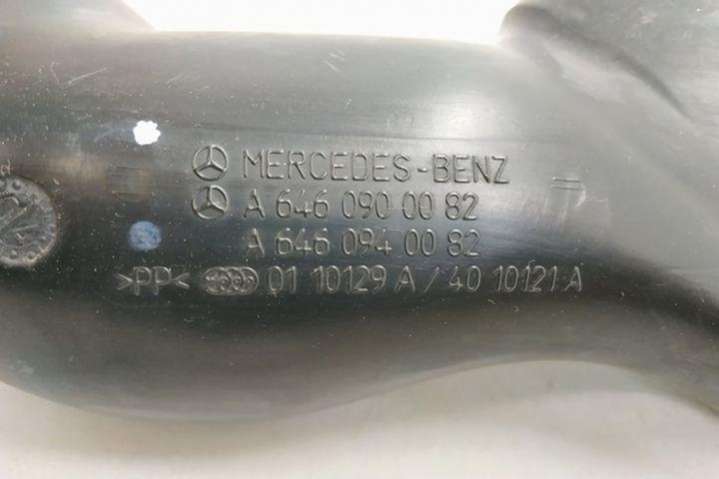 MERCEDES-BENZ
A 646 090 00 82
A 646 094 00 82
>PP< 01 10129 A / 40 10121 A